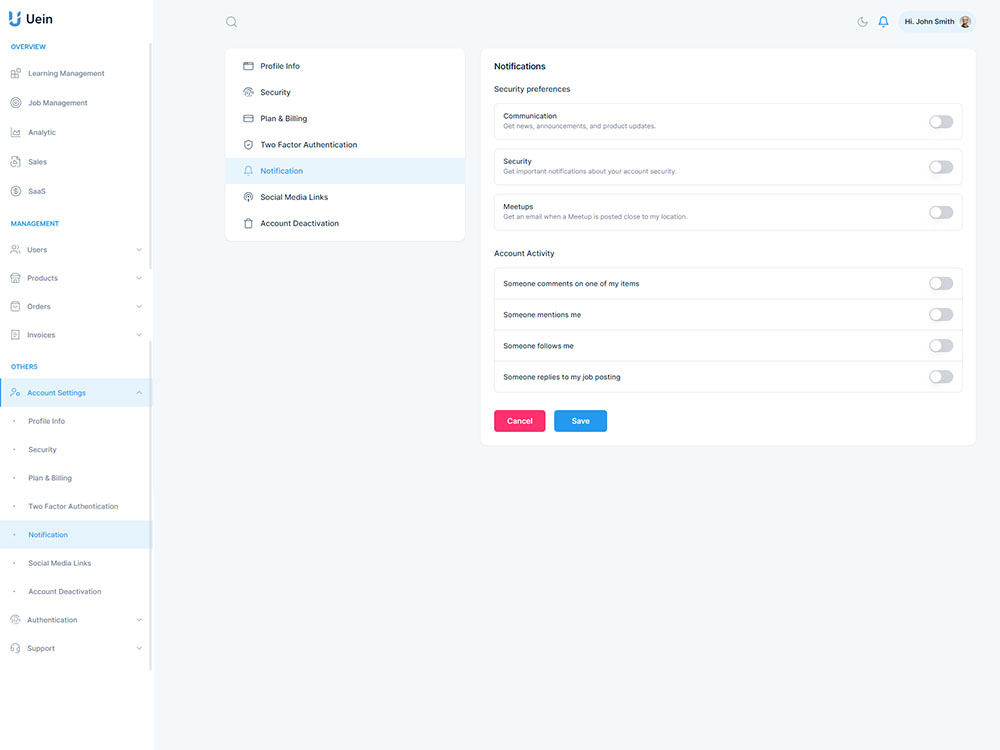 Uein
OVERVIEW
Learning Management
Job Management
Analytic
Sales
SaaS
MANAGEMENT
Users
Products
Orders
Invoices
OTHERS
Account Settings
Profile Info
Security
Plan & Billing
Two Factor Authentication
Notification
Social Media Links
Account Deactivation
Authentication
Support
Hi. John Smith
Profile Info
Security
Plan & Billing
Two Factor Authentication
Notification
Social Media Links
Account Deactivation
Notifications
Security preferences
Communication
Get news, announcements, and product updates.
Security
Get important notifications about your account security.
Meetups
Get an email when a Meetup is posted close to my location.
Account Activity
Someone comments on one of my items
Someone mentions me
Someone follows me
Someone replies to my job posting
Cancel
Save